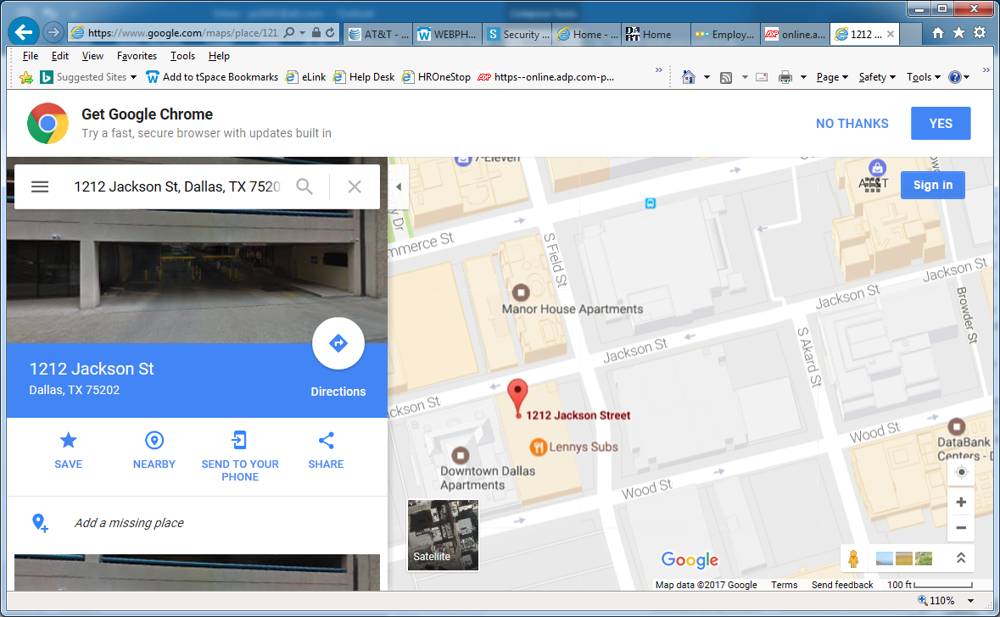 https://www.google.com/maps/place/121
AT&T - ...
WEBPH...
Security ...
Home - ...
Home
Employ...
online.a...
1212 ...
File Edit View Favorites Tools Help
Suggested Sites
Add to tSpace Bookmarks
eLink
Help Desk
HROneStop
https--online.adp.com-p...
Page
Safety
Tools
Get Google Chrome
Try a fast, secure browser with updates built in
NO THANKS
YES
1212 Jackson St, Dallas, TX 7520
Sign in
1212 Jackson St
Dallas, TX 75202
Directions
SAVE
NEARBY
SEND TO YOUR
PHONE
SHARE
Add a missing place
7-Eleven
AT&T
y Dr
mmerce St
S Field St
Manor House Apartments
Jackson St
Jackson St
Jackson St
Browder St
Browde
S Akard St
ckson St
1212 Jackson Street
Lennys Subs
Downtown Dallas
Apartments
Wood St
Wood St
DataBank
Centers - D
Satellite
Google
Map data ©2017 Google Terms Send feedback 100 ft
110%